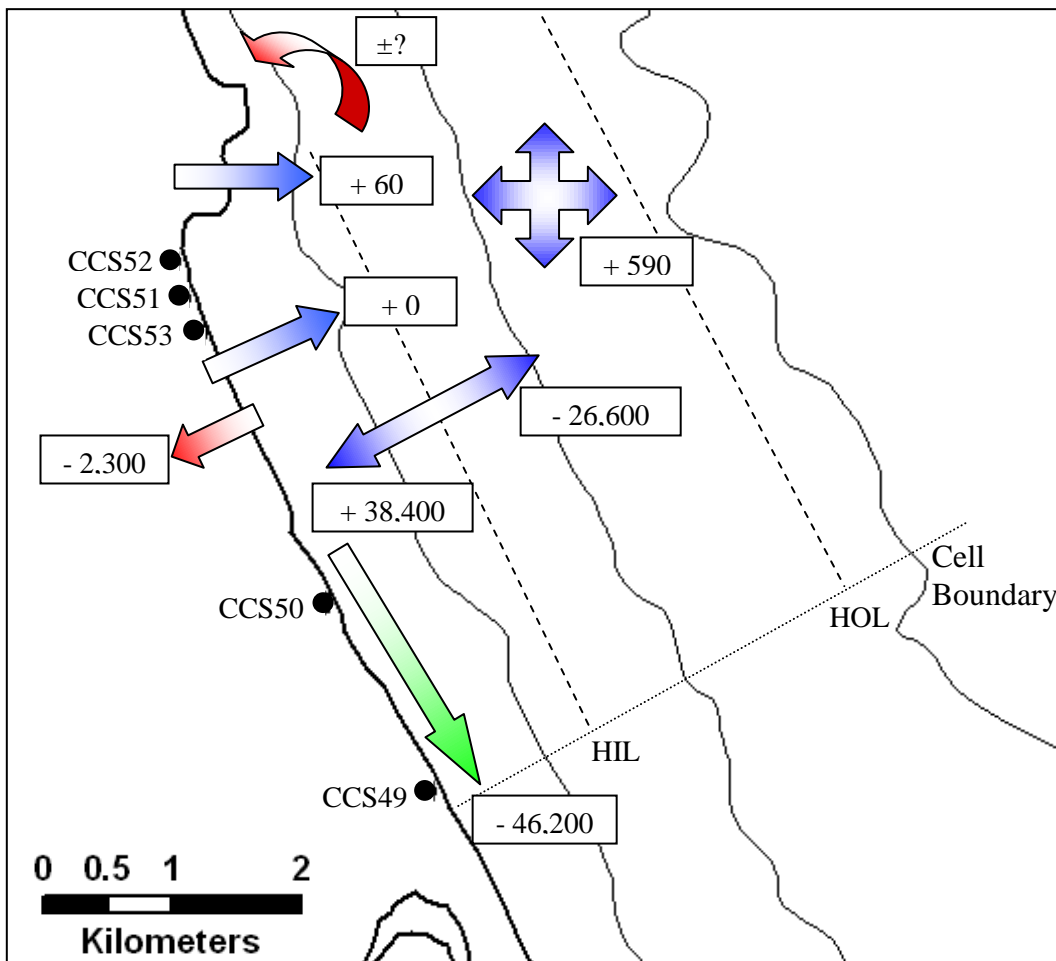 ±?
+ 60
CCS52
+ 590
CCS51
+ 0
CCS53
- 26,600
- 2,300
+ 38,400
Cell
Boundary
CCS50
HOL
HIL
CCS49
- 46,200
0 0.5 1 2
Kilometers